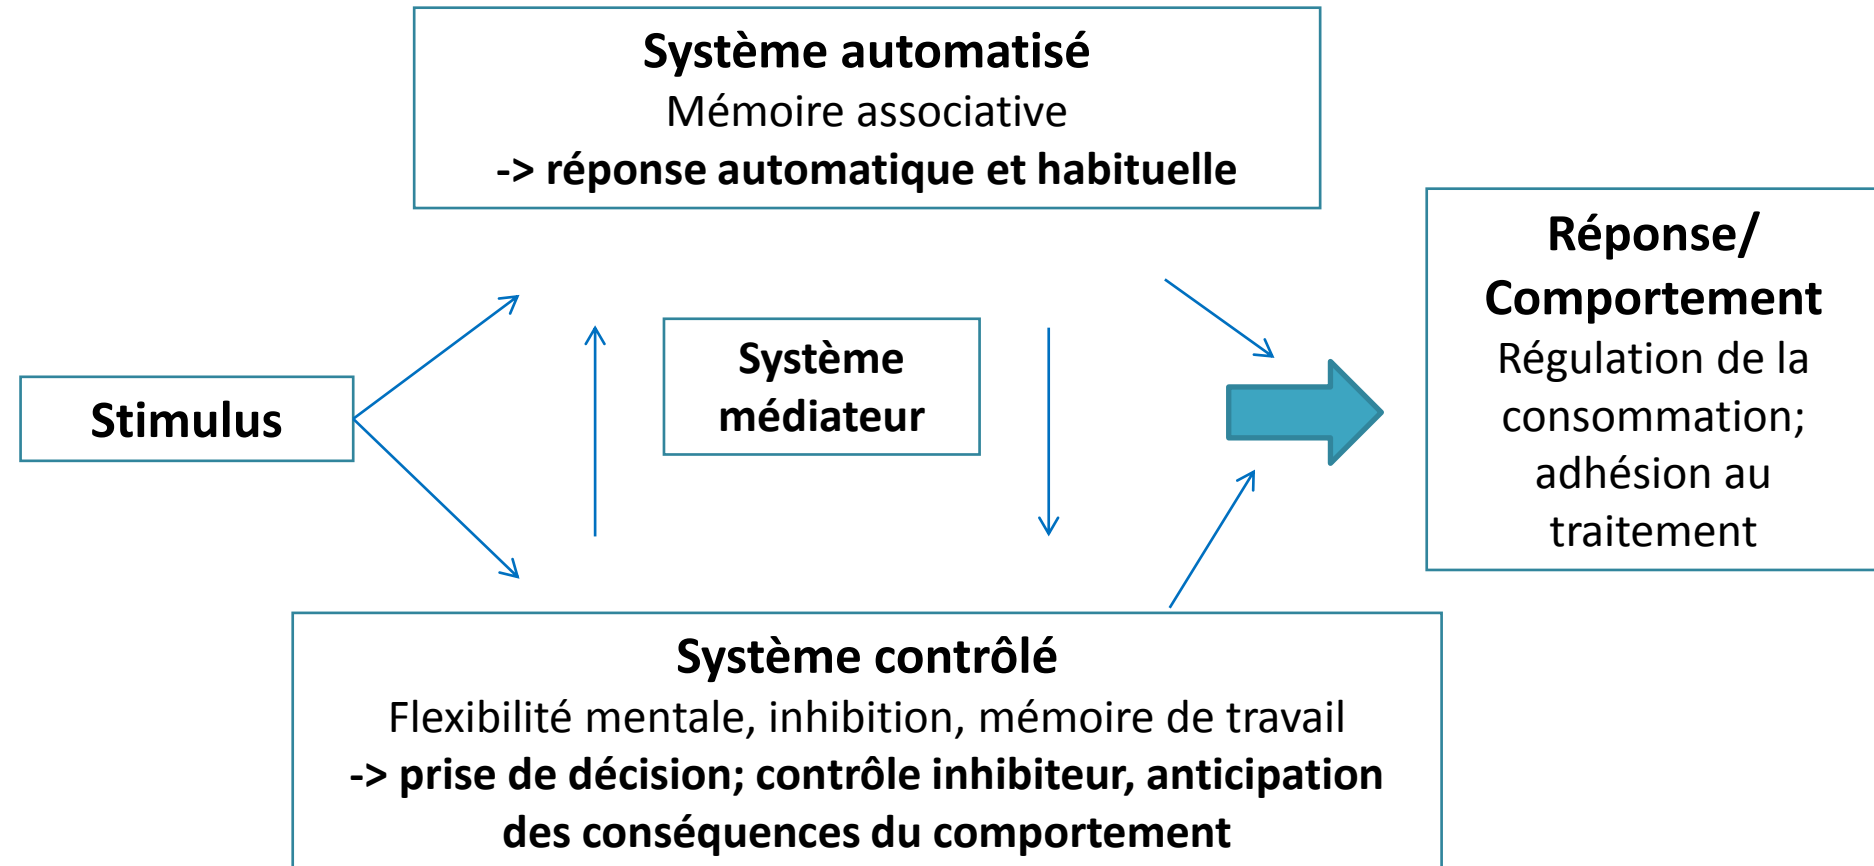 Système automatisé
Mémoire associative
-> réponse automatique et habituelle
Stimulus
Système
médiateur
Réponse/
Comportement
Régulation de la
consommation;
adhésion au
traitement
Système contrôlé
Flexibilité mentale, inhibition, mémoire de travail
-> prise de décision; contrôle inhibiteur, anticipation
des conséquences du comportement